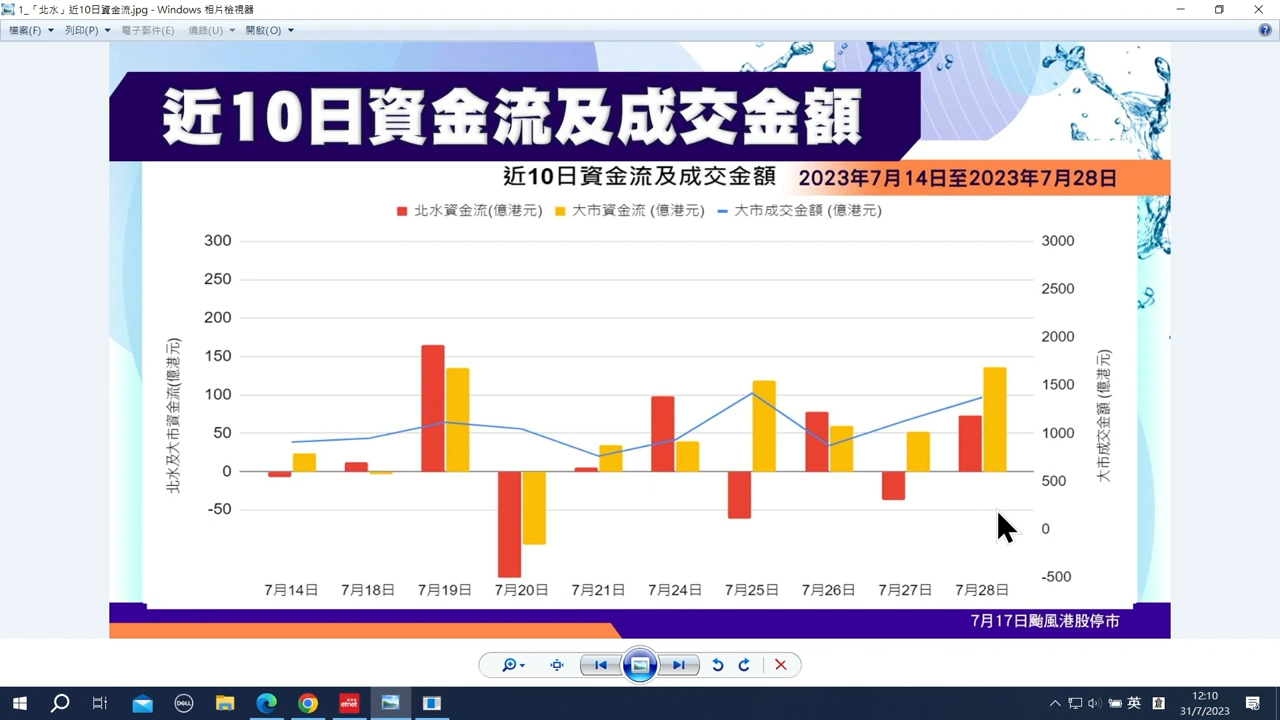 1_「北水」近10日資金流.jpg - Windows 相片檢視器
檔案(F) 列印(P) 電子郵件(E) 燒錄(U) 開啟(O)
近10日資金流及成交金額
近10日資金流及成交金額 2023年7月14日至2023年7月28日
北水資金流(億港元) 大市資金流 (億港元) 大市成交金額 (億港元)
300 3000
250 2500
200 2000
150 1500
100 1000
50 500
0 0
-50 -500
北水及大市資金流(億港元)
大市成交金額 (億港元)
7月14日 7月18日 7月19日 7月20日 7月21日 7月24日 7月25日 7月26日 7月27日 7月28日
7月17日颱風港股停市
DELL
etnet
英
12:10
31/7/2023